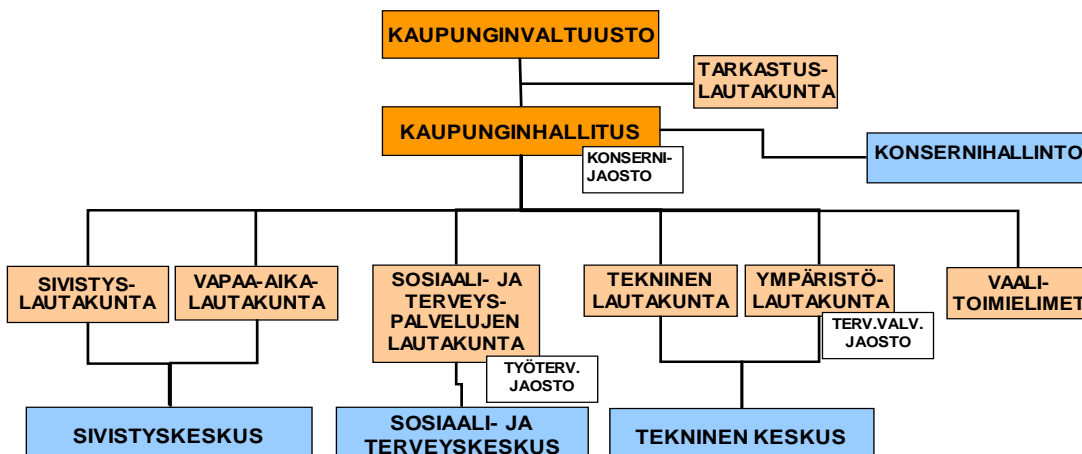 KAUPUNGINVALTUUSTO
TARKASTUS-
LAUTAKUNTA
KAUPUNGINHALLITUS
KONSERNI-
JAOSTO
KONSERNIHALLINTO
SIVISTYS-
LAUTAKUNTA
VAPAA-AIKA-
LAUTAKUNTA
SOSIAALI- JA
TERVEYS-
PALVELUJEN
LAUTAKUNTA
TYÖTERV.
JAOSTO
TEKNINEN
LAUTAKUNTA
YMPÄRISTÖ-
LAUTAKUNTA
TERV.VALV.
JAOSTO
VAALI-
TOIMIELIMET
SIVISTYSKESKUS
SOSIAALI- JA
TERVEYSKESKUS
TEKNINEN KESKUS